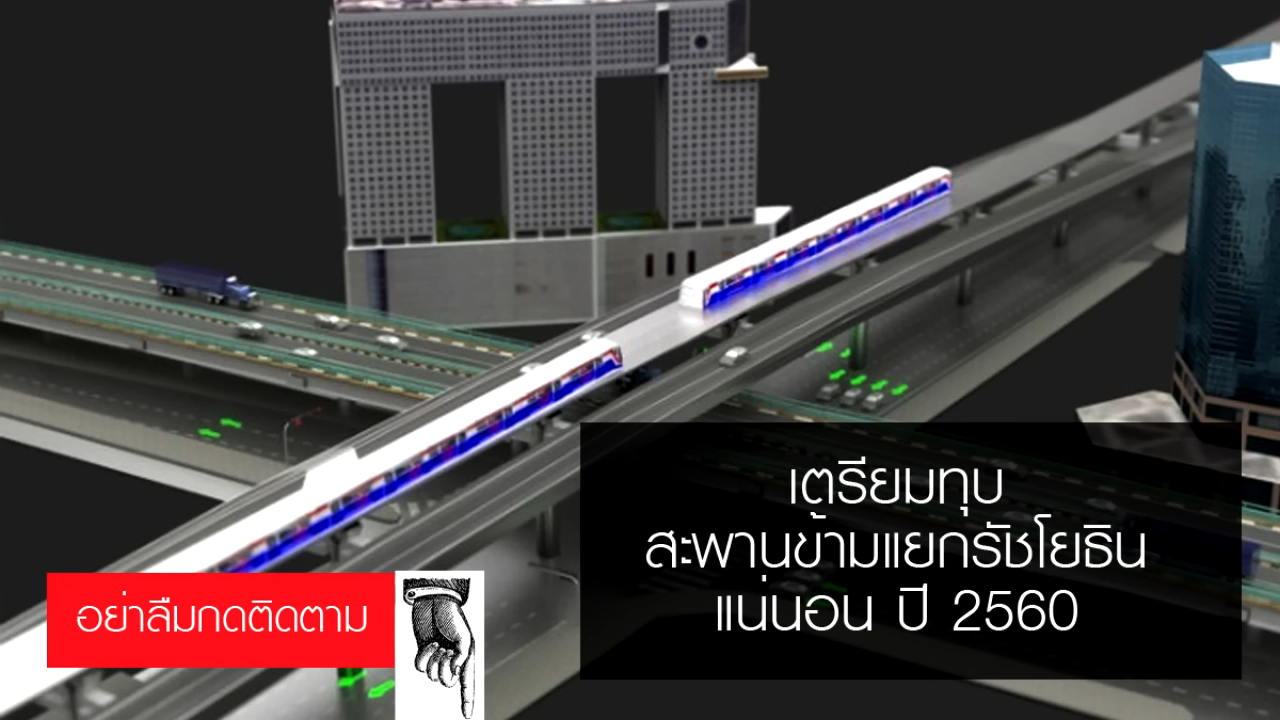 เตรียมทุบ
สะพานข้ามแยกรัชโยธิน
แน่นอน ปี 2560
อย่าลืมกดติดตาม